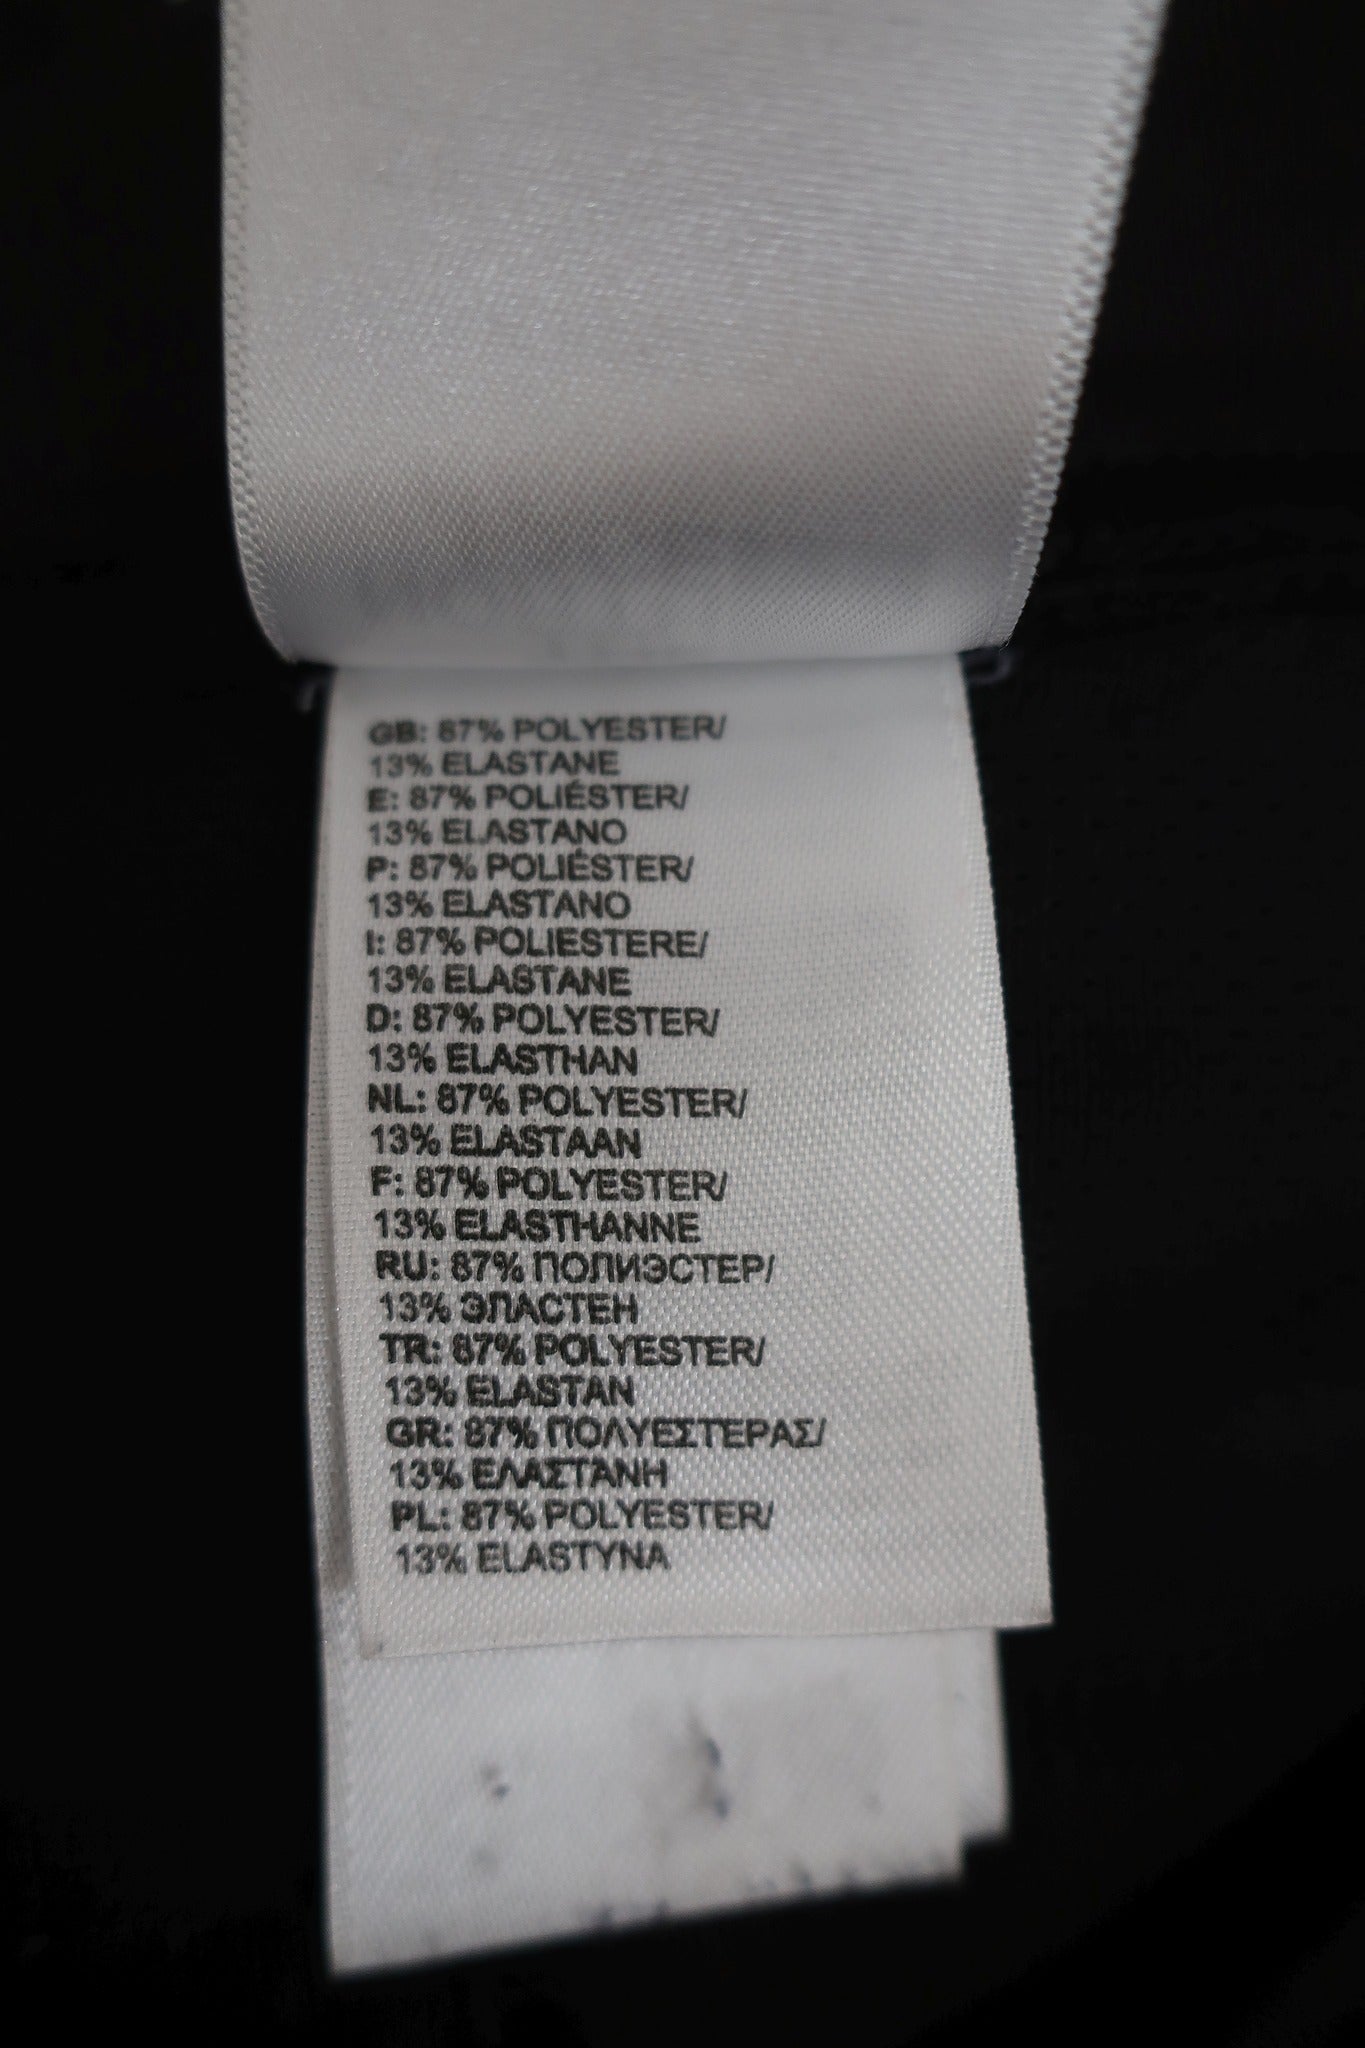 GB: 87% POLYESTER/
13% ELASTANE
E: 87% POLIÉSTER/
13% ELASTANO
P: 87% POLIÉSTER/
13% ELASTANO
I: 87% POLIESTERE/
13% ELASTANE
D: 87% POLYESTER/
13% ELASTHAN
NL: 87% POLYESTER/
13% ELASTAAN
F: 87% POLYESTER/
13% ELASTHANNE
RU: 87% ПОЛИЭСТЕР/
13% ЭЛАСТЕН
TR: 87% POLYESTER/
13% ELASTAN
GR: 87% ΠΟΛΥΕΣΤΕΡΑΣ/
13% ΕΛΑΣΤΑΝΗ
PL: 87% POLYESTER/
13% ELASTYNA